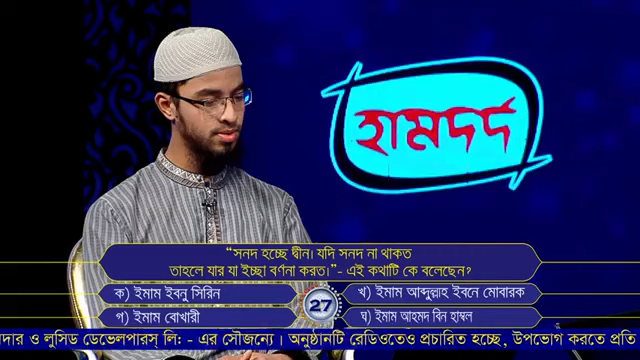 হামদর্দ
“সনদ হচ্ছে দ্বীন। যদি সনদ না থাকত
তাহলে যার যা ইচ্ছা বর্ণনা করত।”- এই কথাটি কে বলেছেন?
ক) ইমাম ইবনু সিরিন
খ) ইমাম আব্দুল্লাহ ইবনে মোবারক
27
গ) ইমাম বোখারী
ঘ) ইমাম আহমদ বিন হাম্বল
দার ও লুসিড ডেভেলপারস্ লি: - এর সৌজন্যে। অনুষ্ঠানটি রেডিওতেও প্রচারিত হচ্ছে, উপভোগ করতে প্রতি